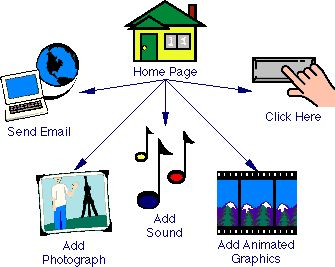 Home Page
Send Email
Click Here
Add
Photograph
Add
Sound
Add Animated
Graphics